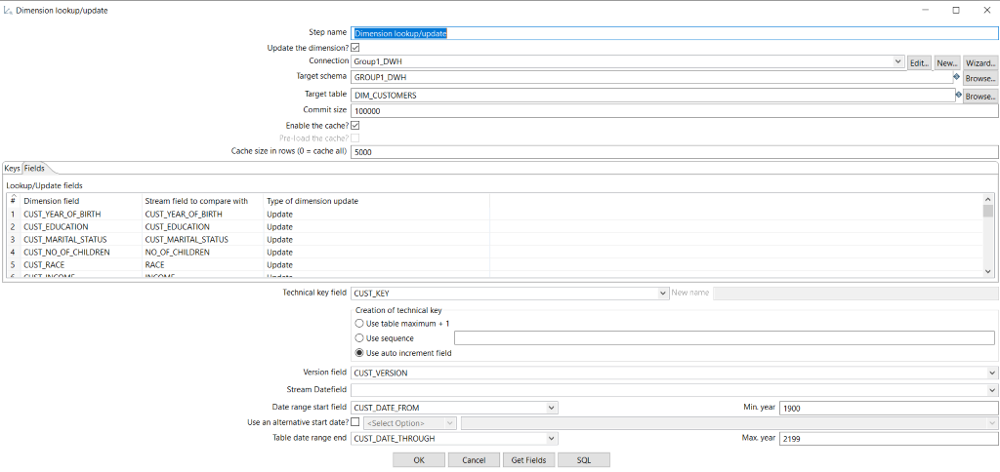 Dimension lookup/update
Step name Dimension lookup/update
Update the dimension?
Connection Group1_DWH Edit... New... Wizard...
Target schema GROUP1_DWH Browse...
Target table DIM_CUSTOMERS Browse...
Commit size 100000
Enable the cache?
Pre-load the cache?
Cache size in rows (0 = cache all) 5000
Keys Fields
Lookup/Update fields
# Dimension field Stream field to compare with Type of dimension update
1 CUST_YEAR_OF_BIRTH CUST_YEAR_OF_BIRTH Update
2 CUST_EDUCATION CUST_EDUCATION Update
3 CUST_MARITAL_STATUS CUST_MARITAL_STATUS Update
4 CUST_NO_OF_CHILDREN NO_OF_CHILDREN Update
5 CUST_RACE RACE Update
6 CUST_INCOME INCOME Update
Technical key field CUST_KEY New name
Creation of technical key
Use table maximum + 1
Use sequence
Use auto increment field
Version field CUST_VERSION
Stream Datefield
Date range start field CUST_DATE_FROM Min. year 1900
Use an alternative start date? <Select Option>
Table date range end CUST_DATE_THROUGH Max. year 2199
OK Cancel Get Fields SQL